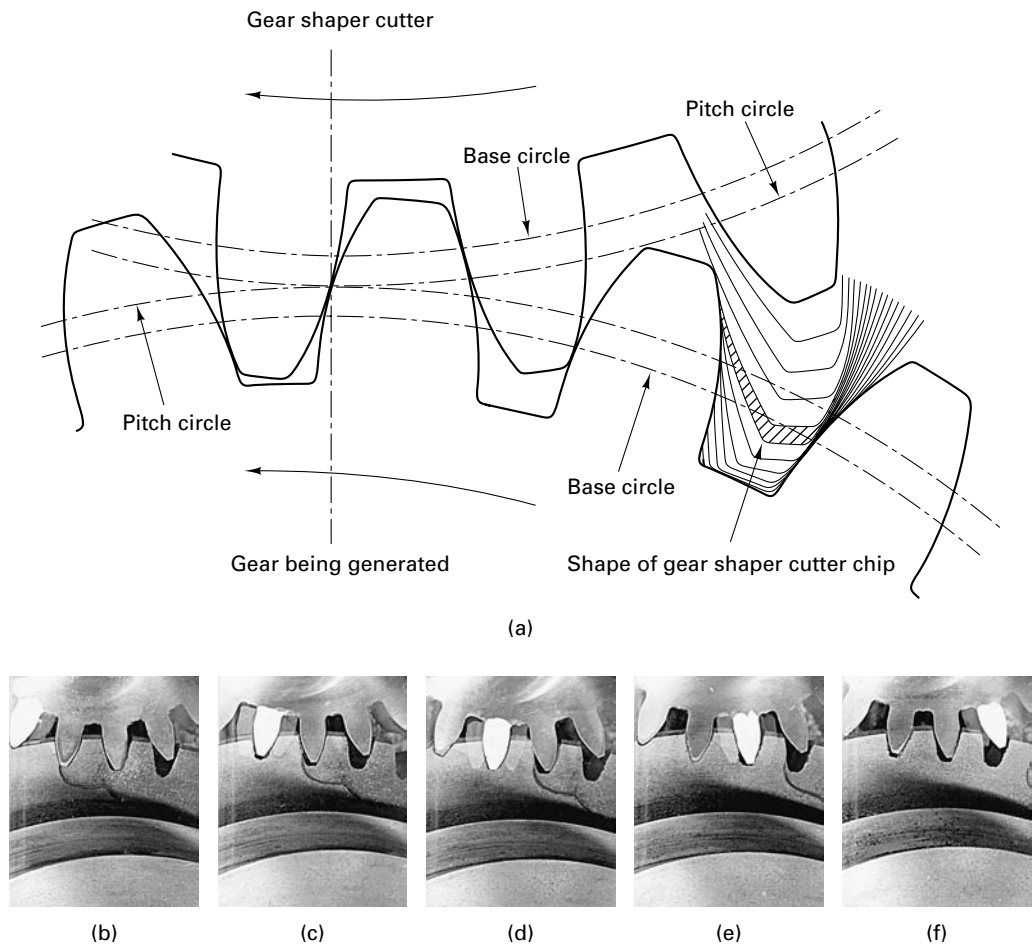 Gear shaper cutter
Pitch circle
Base circle
Pitch circle
Base circle
Gear being generated
Shape of gear shaper cutter chip
(a)
(b)
(c)
(d)
(e)
(f)